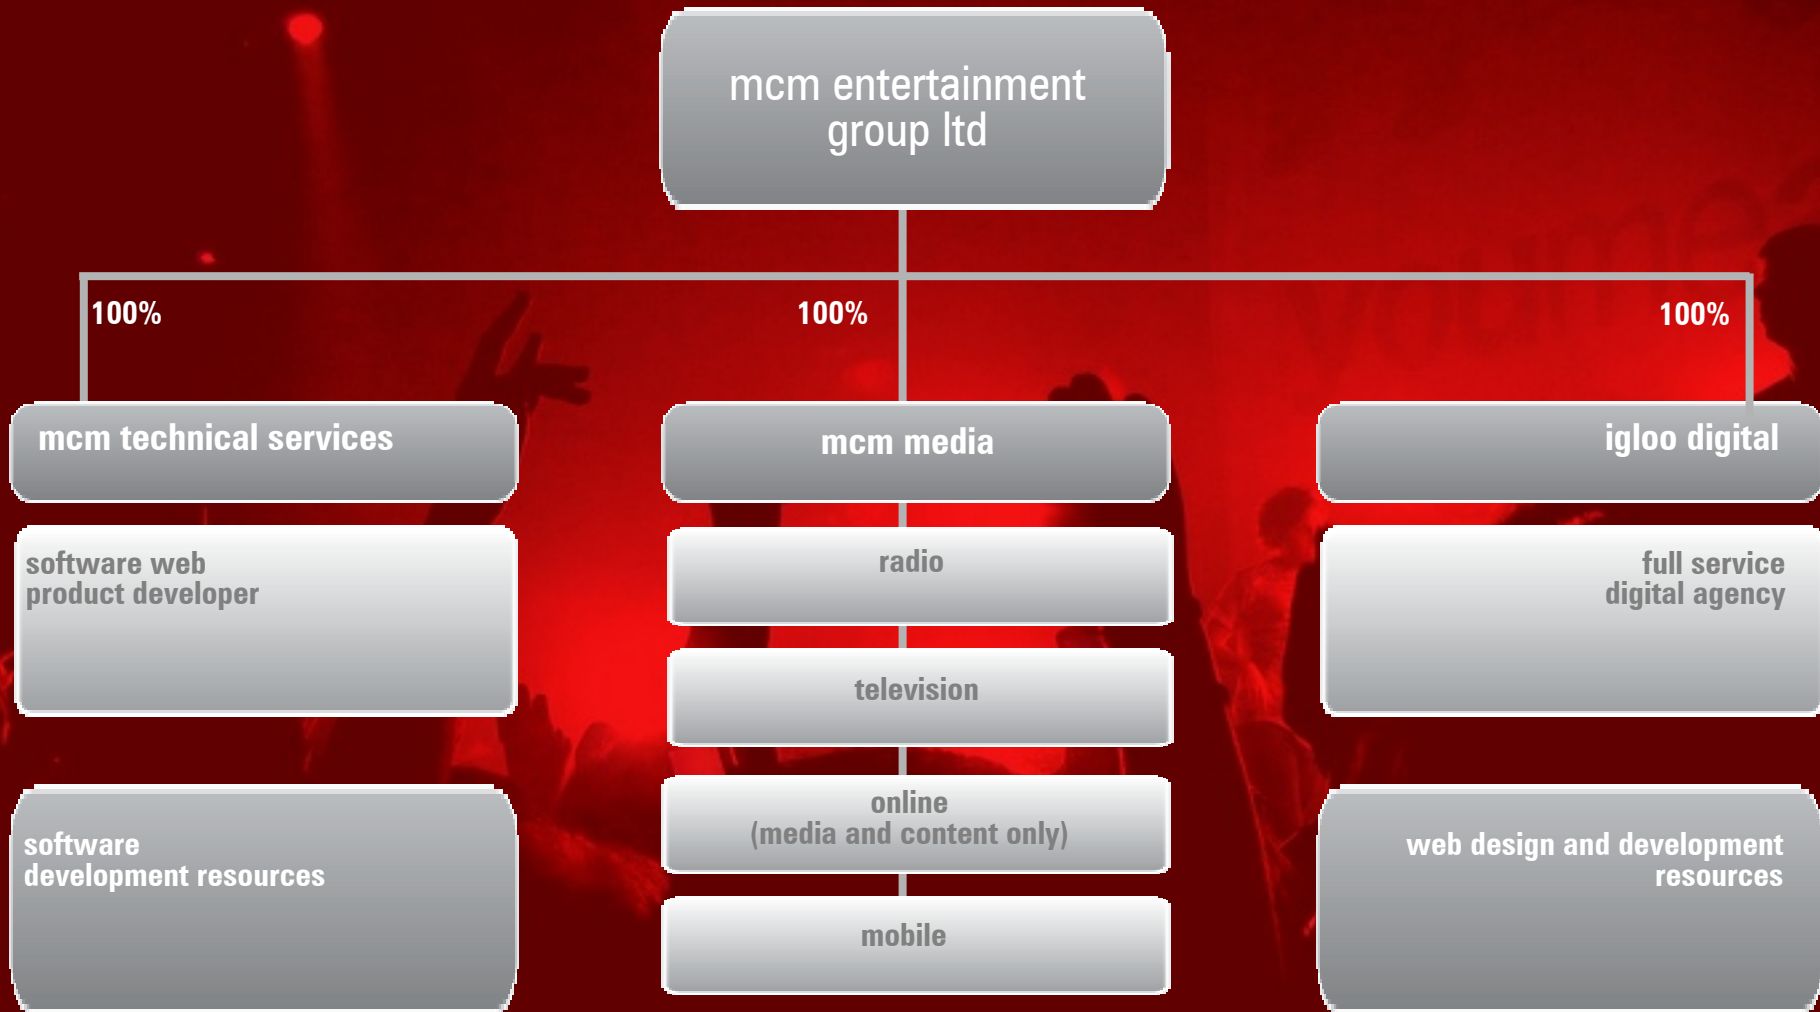 mcm entertainment
group ltd
100%
100%
100%
mcm technical services
mcm media
igloo digital
software web
product developer
radio
full service
digital agency
television
online
(media and content only)
software
development resources
web design and development
resources
mobile